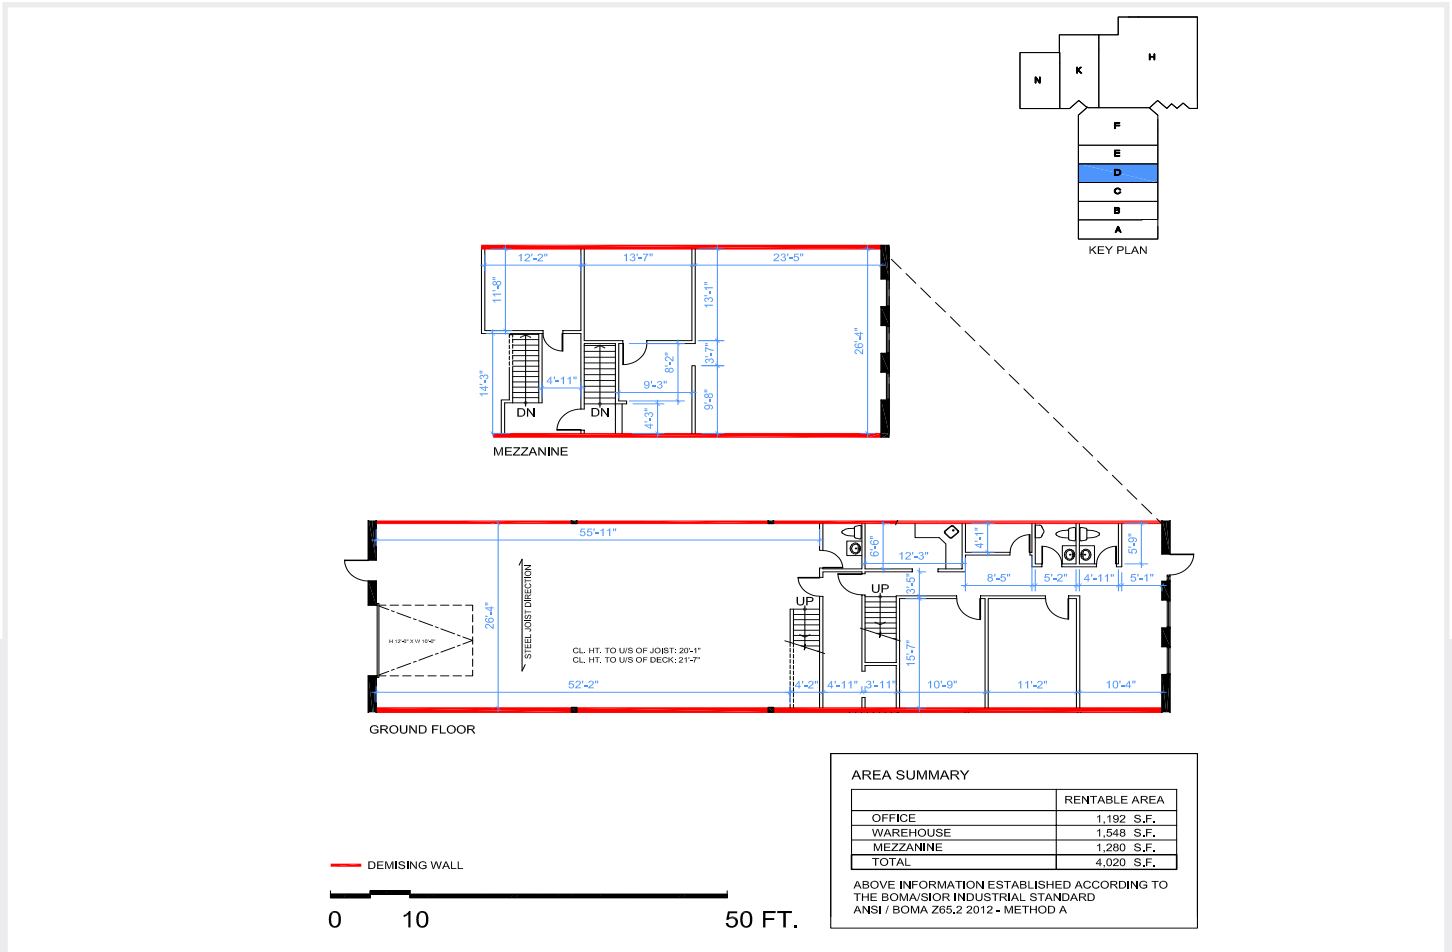 H
K
N
F
E
D
C
B
A
KEY PLAN
12'-2"
13'-7"
23'-5"
11'-8"
13'-1"
26'-4"
3'-7"
8'-2"
14'-3"
4'-11"
9'-3"
9'-8"
4'-3"
DN
DN
MEZZANINE
55'-11"
6'-6"
12'-3"
4'-1"
5'-9"
26'-4"
STEEL JOIST DIRECTION
UP
UP
3'-5"
8'-5"
5'-2"
4'-11"
5'-1"
CL. HT. TO U/S OF JOIST: 20'-1"
CL. HT. TO U/S OF DECK: 21'-7"
15'-7"
52'-2"
4'-2"
4'-11"
3'-11"
10'-9"
11'-2"
10'-4"
GROUND FLOOR
AREA SUMMARY
RENTABLE AREA
OFFICE 1,192 S.F.
WAREHOUSE 1,548 S.F.
MEZZANINE 1,280 S.F.
TOTAL 4,020 S.F.
ABOVE INFORMATION ESTABLISHED ACCORDING TO
THE BOMA/SIOR INDUSTRIAL STANDARD
ANSI / BOMA Z65.2 2012 - METHOD A
DEMISING WALL
0 10 50 FT.